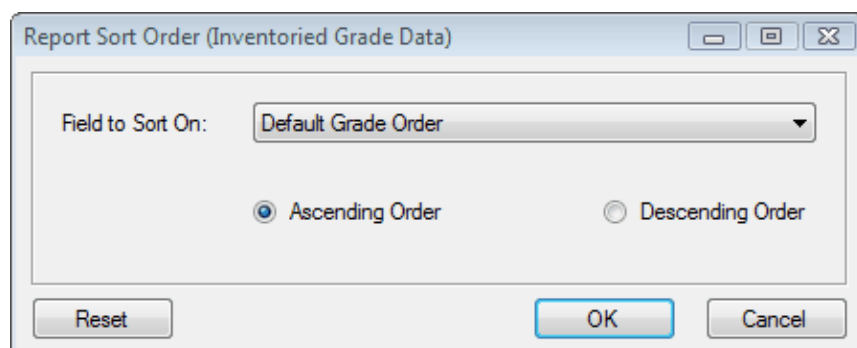 Report Sort Order (Inventoried Grade Data)
Field to Sort On: Default Grade Order
Ascending Order Descending Order
Reset OK Cancel